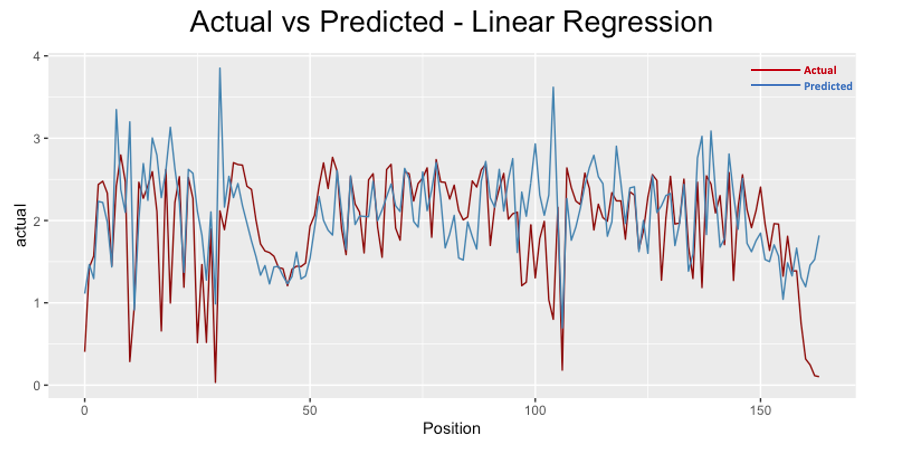 Actual vs Predicted - Linear Regression
4
Actual
Predicted
3
2
1
0
actual
0 50 100 150
Position